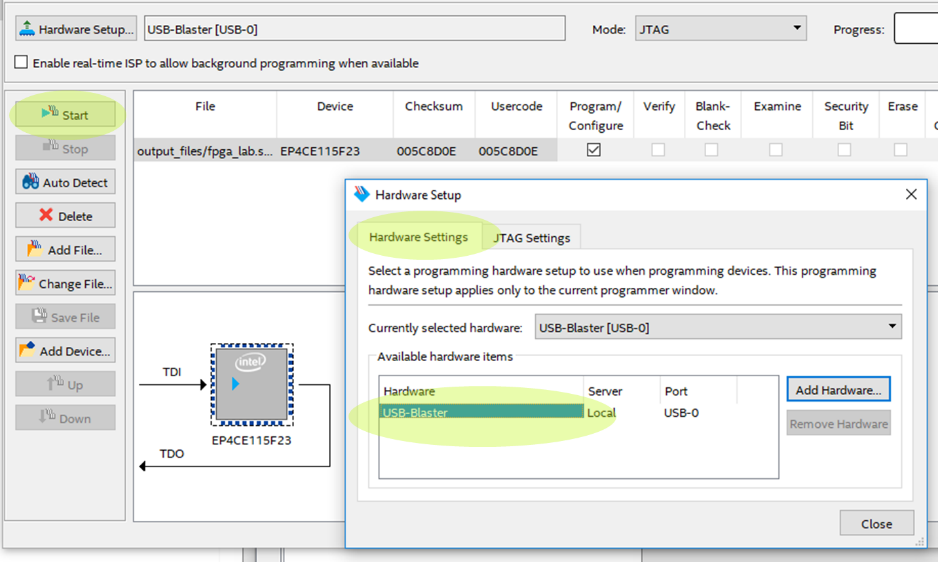 Hardware Setup... USB-Blaster [USB-0] Mode: JTAG Progress:
Enable real-time ISP to allow background programming when available
Start
Stop
Auto Detect
Delete
Add File...
Change File...
Save File
Add Device...
Up
Down
File Device Checksum Usercode Program/ Configure Verify Blank- Check Examine Security Bit Erase
output_files/fpga_lab.s... EP4CE115F23 005C8D0E 005C8D0E
TDI
intel
EP4CE115F23
TDO
Hardware Setup
Hardware Settings JTAG Settings
Select a programming hardware setup to use when programming devices. This programming
hardware setup applies only to the current programmer window.
Currently selected hardware: USB-Blaster [USB-0]
Available hardware items
Hardware Server Port
USB-Blaster Local USB-0
Add Hardware...
Remove Hardware
Close